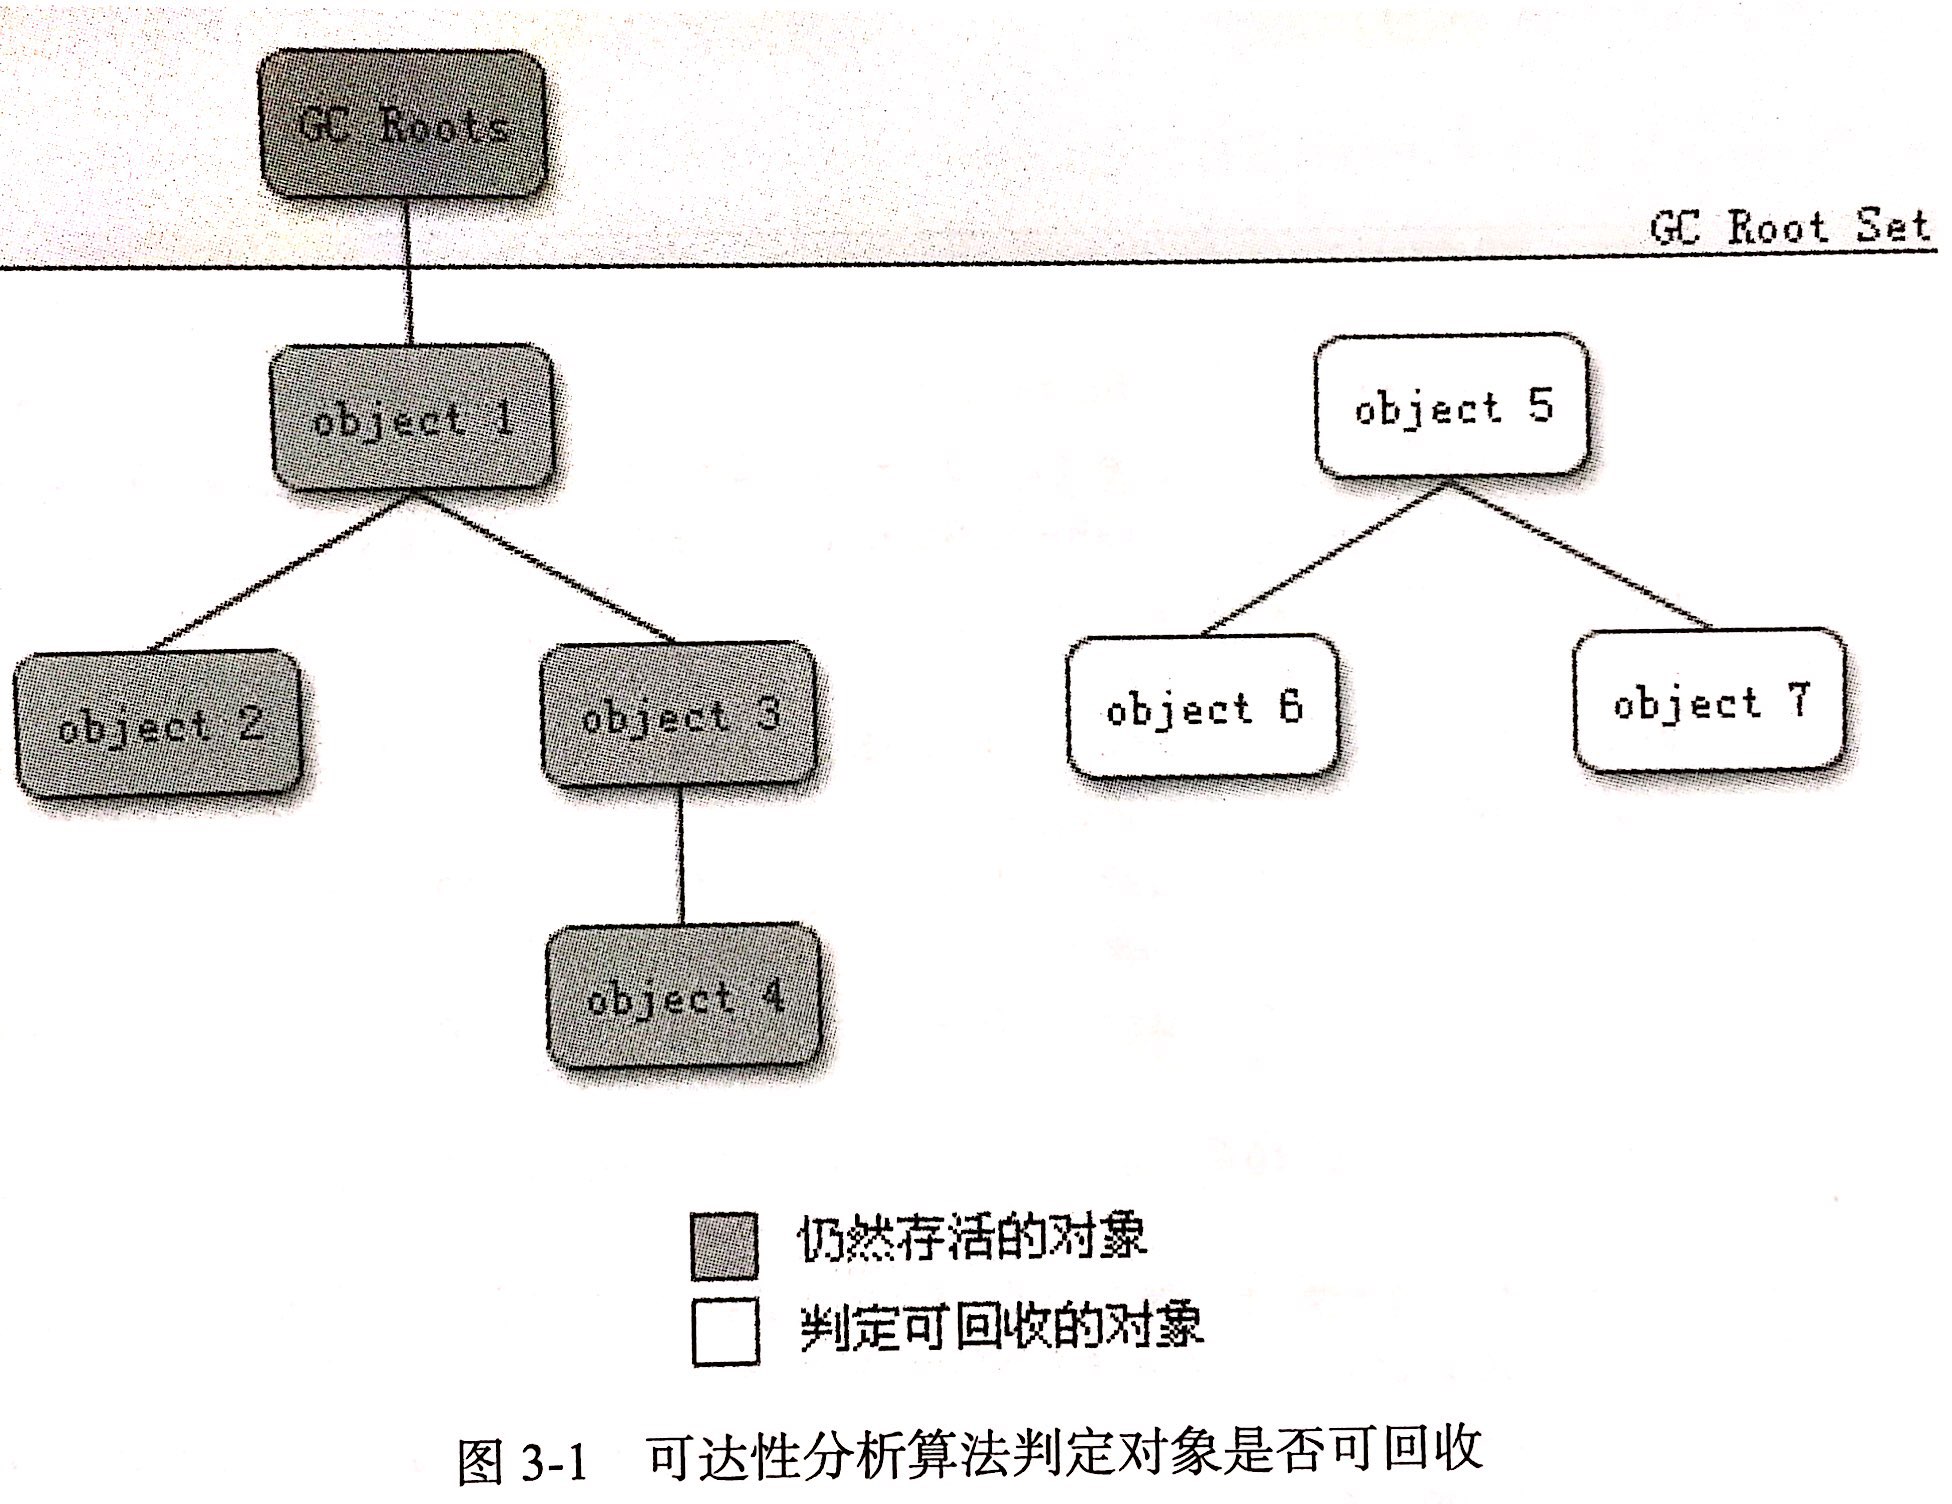 GC Roots
GC Root Set
object 1
object 5
object 2
object 3
object 6
object 7
object 4
仍然存活的对象
判定可回收的对象
图 3-1 可达性分析算法判定对象是否可回收